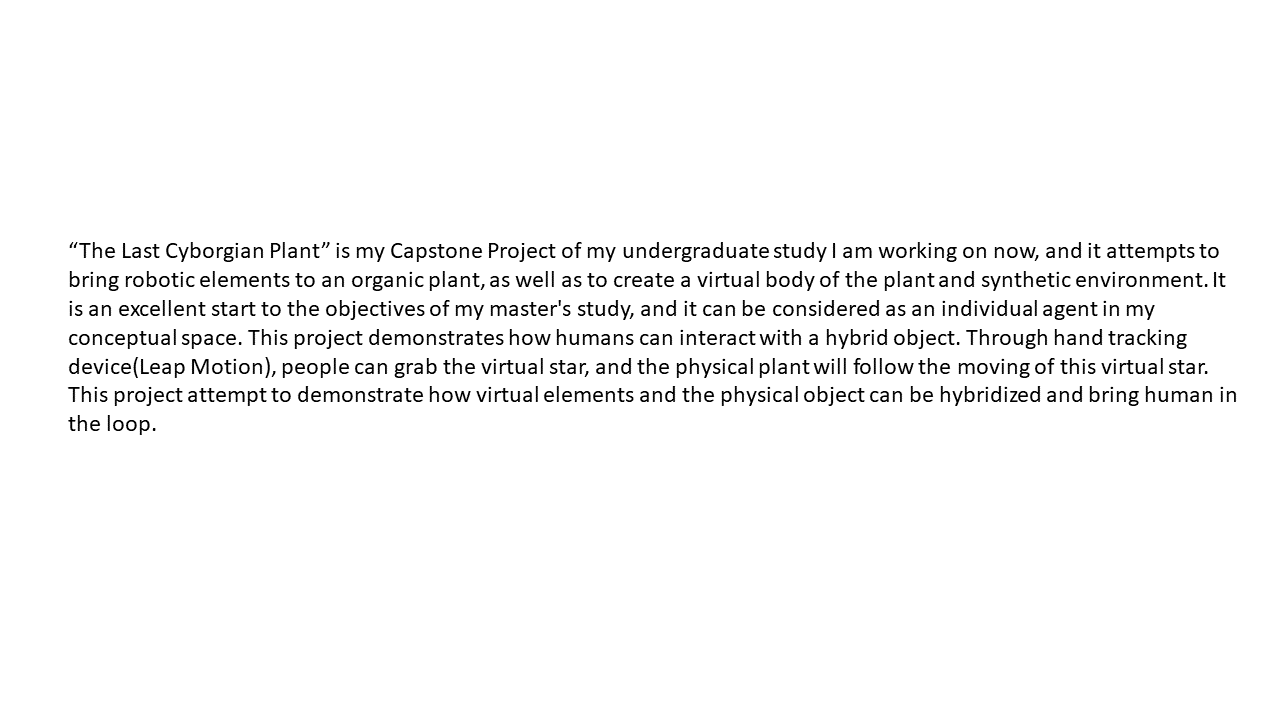 “The Last Cyborgian Plant” is my Capstone Project of my undergraduate study I am working on now, and it attempts to
bring robotic elements to an organic plant, as well as to create a virtual body of the plant and synthetic environment. It
is an excellent start to the objectives of my master's study, and it can be considered as an individual agent in my
conceptual space. This project demonstrates how humans can interact with a hybrid object. Through hand tracking
device(Leap Motion), people can grab the virtual star, and the physical plant will follow the moving of this virtual star.
This project attempt to demonstrate how virtual elements and the physical object can be hybridized and bring human in
the loop.